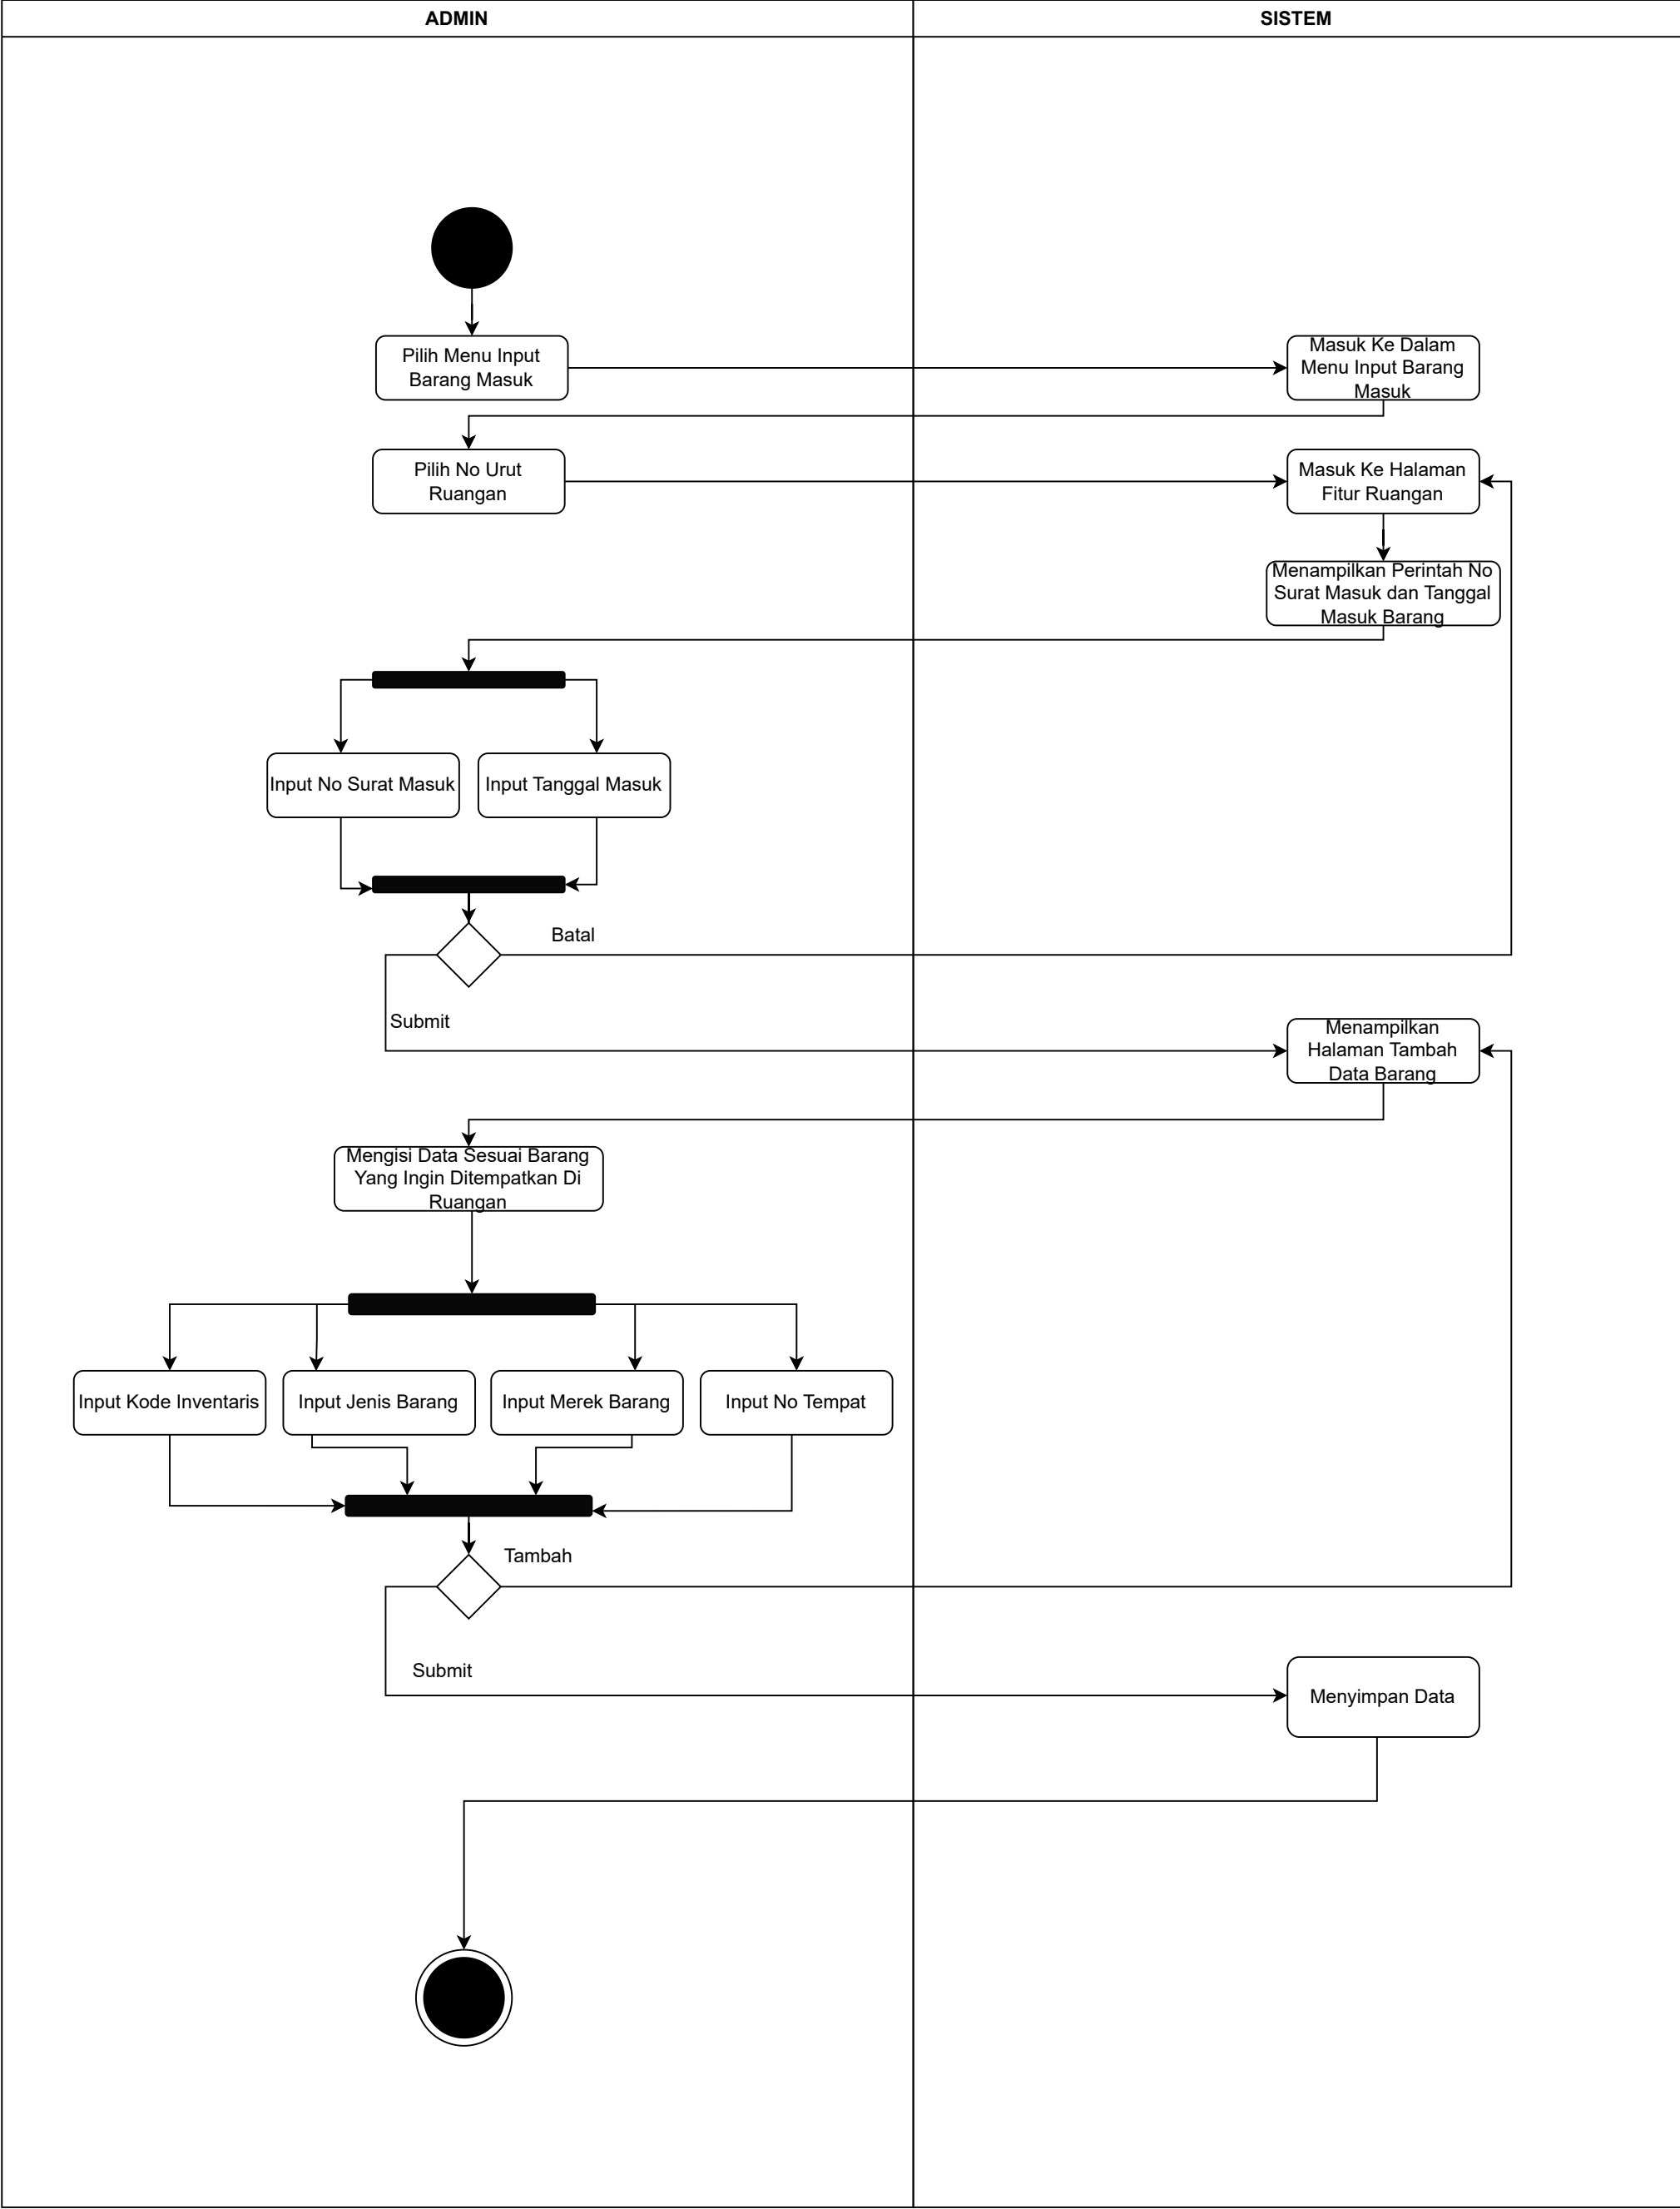 ADMIN
SISTEM
Pilih Menu Input
Barang Masuk
Masuk Ke Dalam
Menu Input Barang
Masuk
Pilih No Urut
Ruangan
Masuk Ke Halaman
Fitur Ruangan
Menampilkan Perintah No
Surat Masuk dan Tanggal
Masuk Barang
Input No Surat Masuk
Input Tanggal Masuk
Batal
Submit
Menampilkan
Halaman Tambah
Data Barang
Mengisi Data Sesuai Barang
Yang Ingin Ditempatkan Di
Ruangan
Input Kode Inventaris
Input Jenis Barang
Input Merek Barang
Input No Tempat
Tambah
Submit
Menyimpan Data